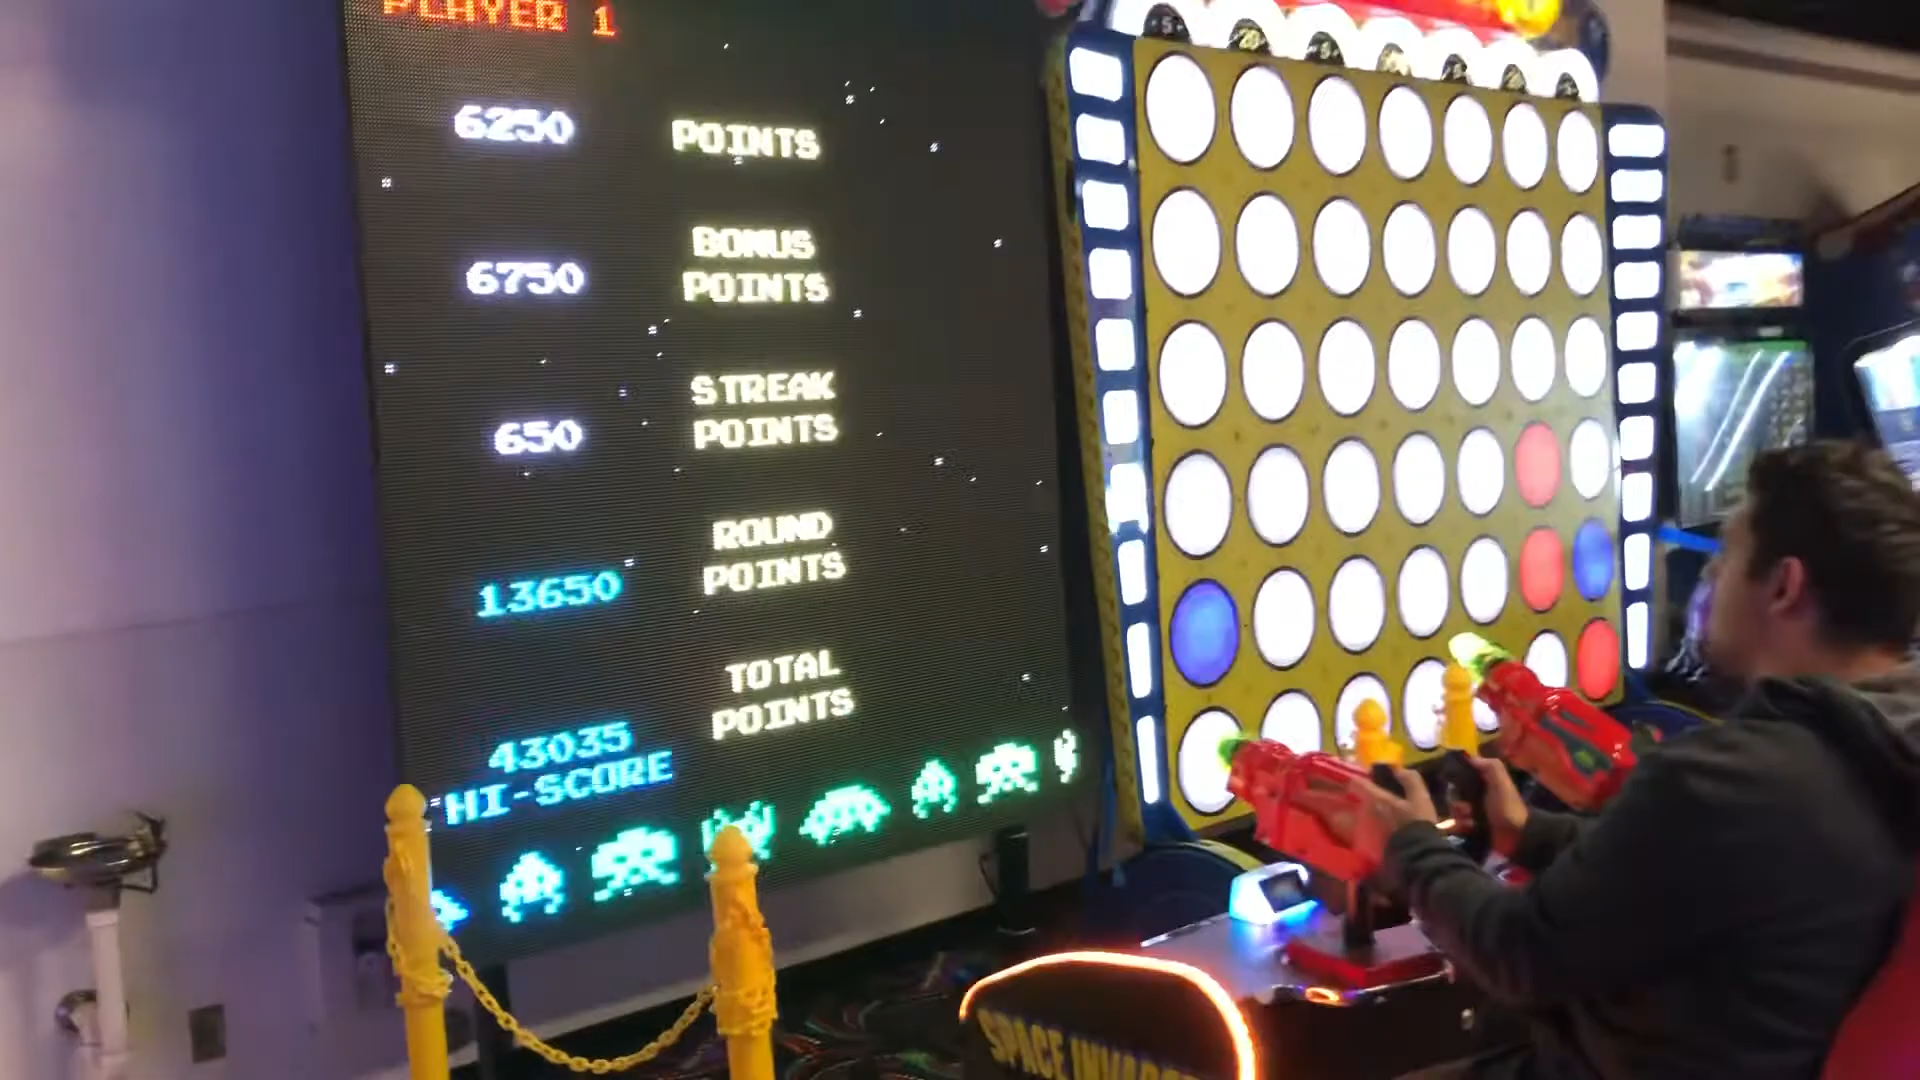 PLAYER 1
6250 POINTS
BONUS
6750 POINTS
STREAK
650 POINTS
ROUND
13650 POINTS
TOTAL
POINTS
43035
HI-SCORE
SPACE INVADERS